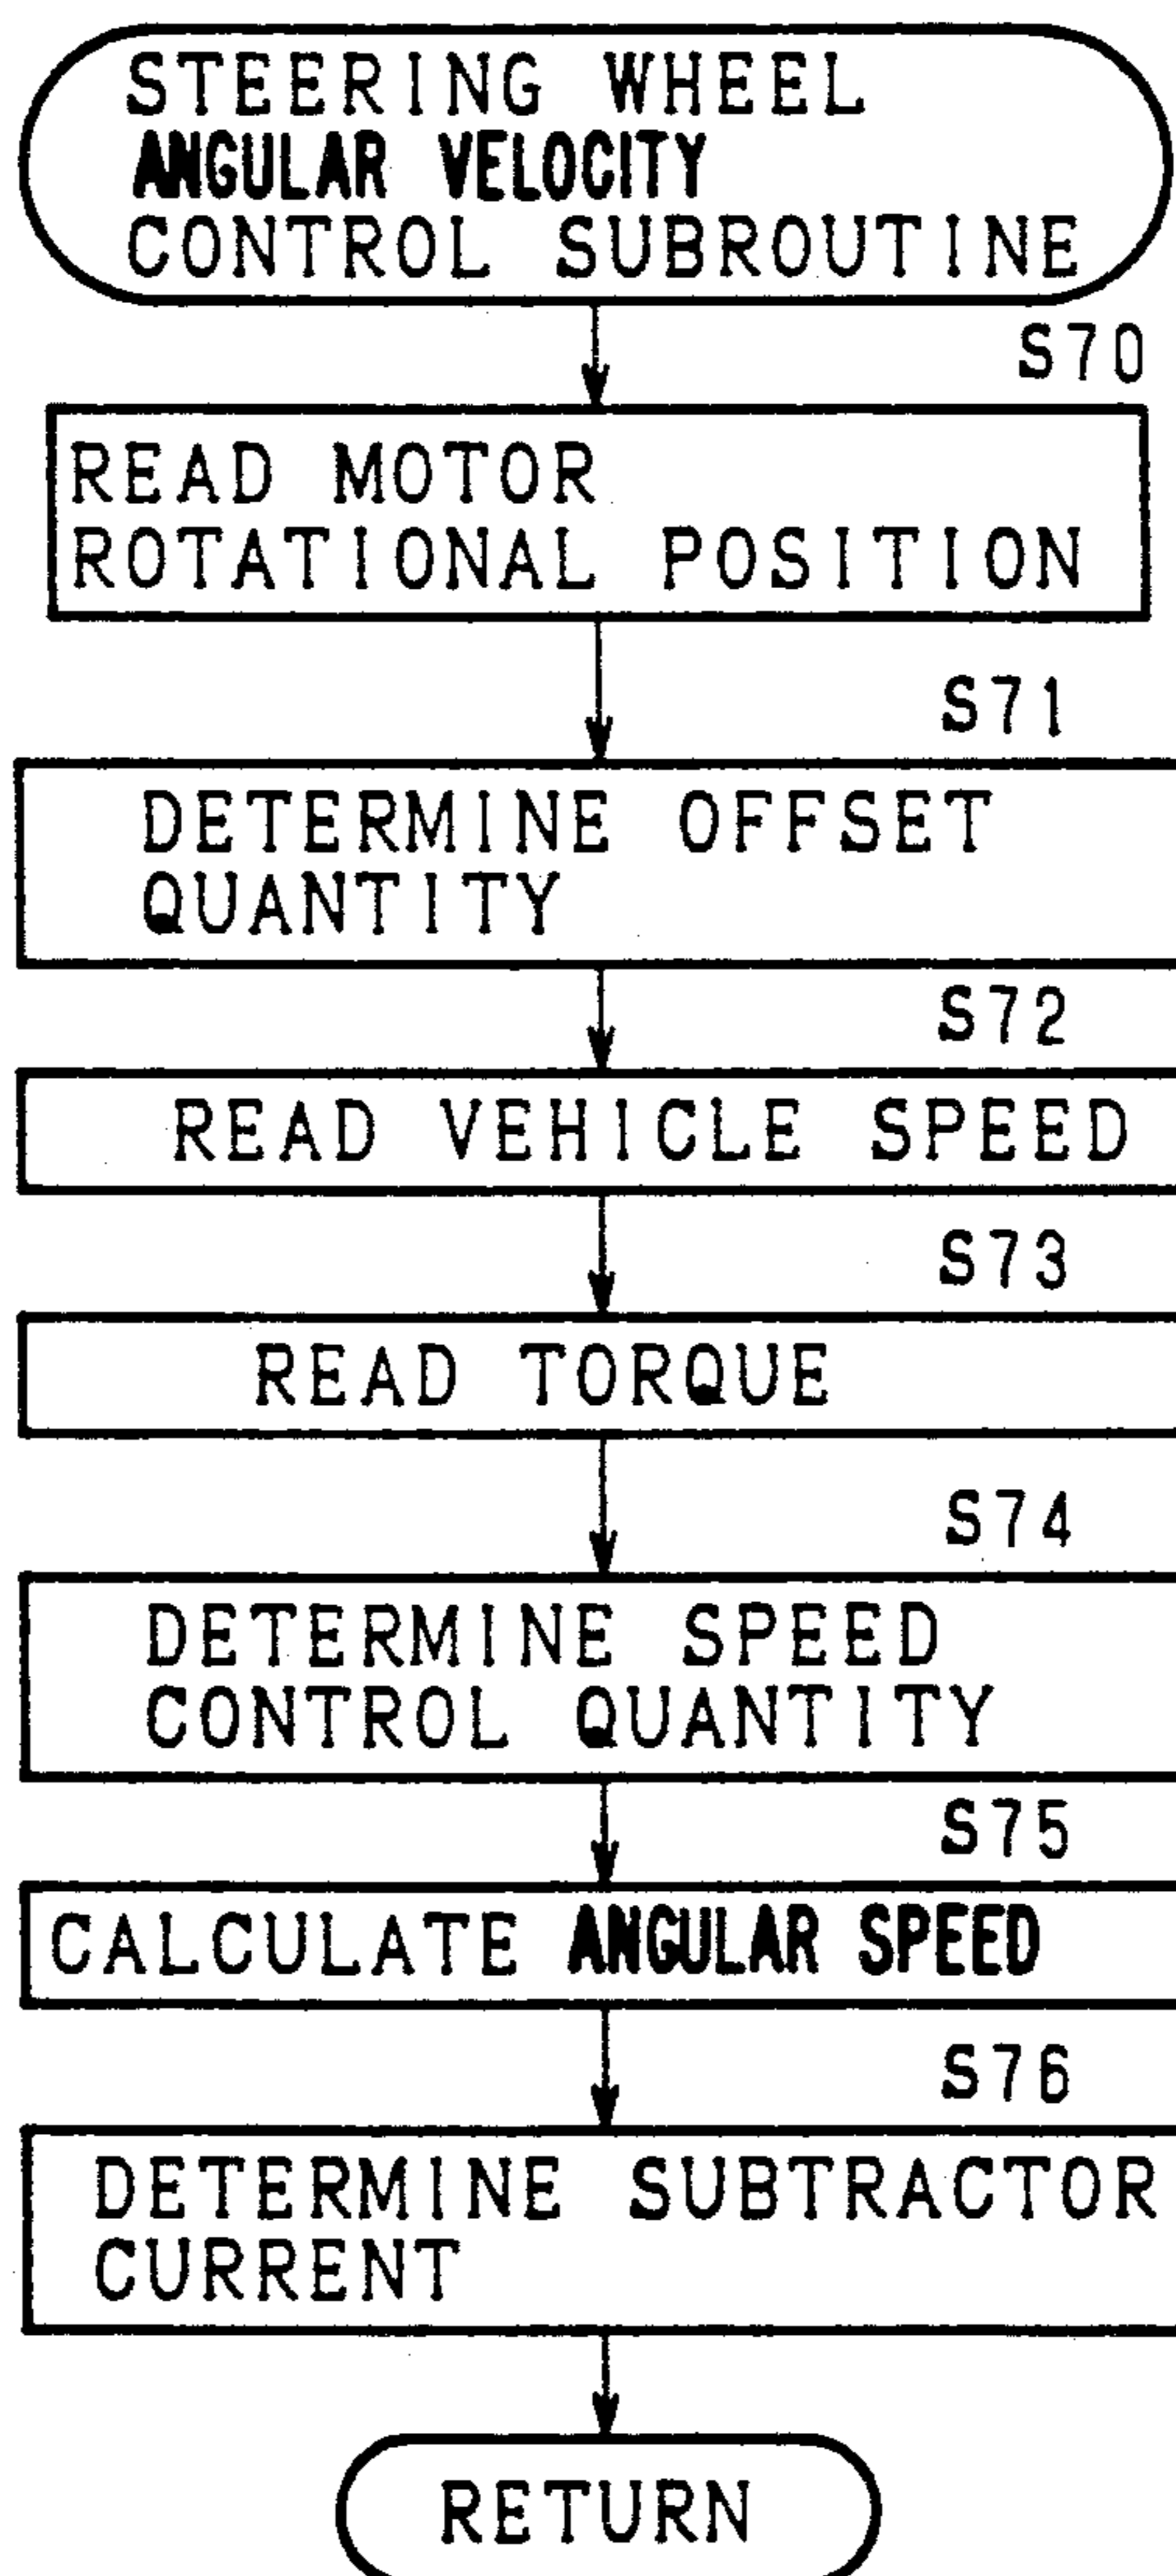 STEERING WHEEL
ANGULAR VELOCITY
CONTROL SUBROUTINE
S70
READ MOTOR
ROTATIONAL POSITION
S71
DETERMINE OFFSET
QUANTITY
S72
READ VEHICLE SPEED
S73
READ TORQUE
S74
DETERMINE SPEED
CONTROL QUANTITY
S75
CALCULATE ANGULAR SPEED
S76
DETERMINE SUBTRACTOR
CURRENT
RETURN